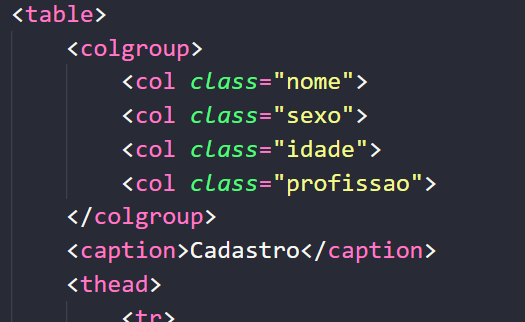 <table>
<colgroup>
<col class="nome">
<col class="sexo">
<col class="idade">
<col class="profissao">
</colgroup>
<caption>Cadastro</caption>
<thead>
<tr>